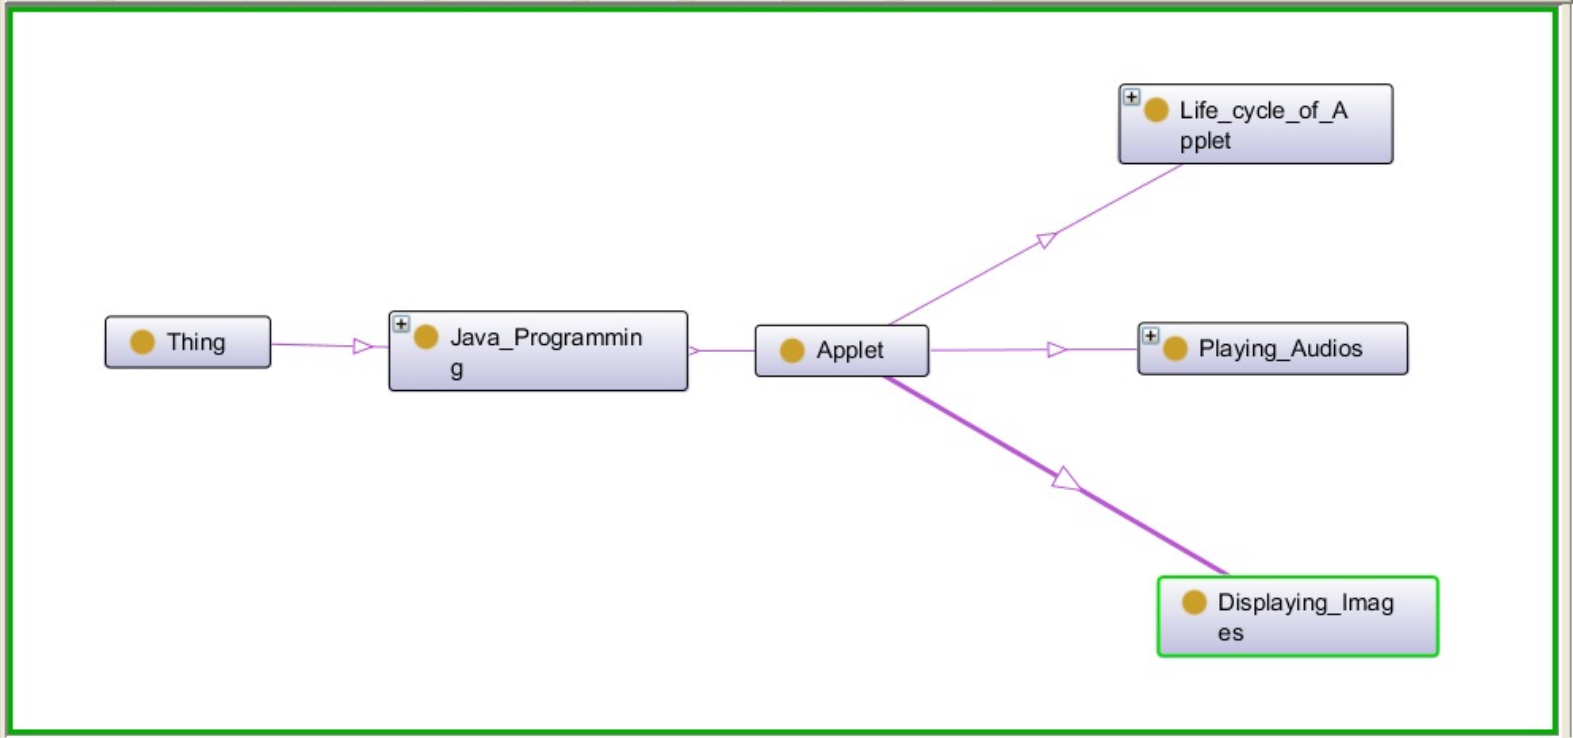 Life_cycle_of_A
pplet
Thing
Java_Programmin
g
Applet
Playing_Audios
Displaying_Imag
es